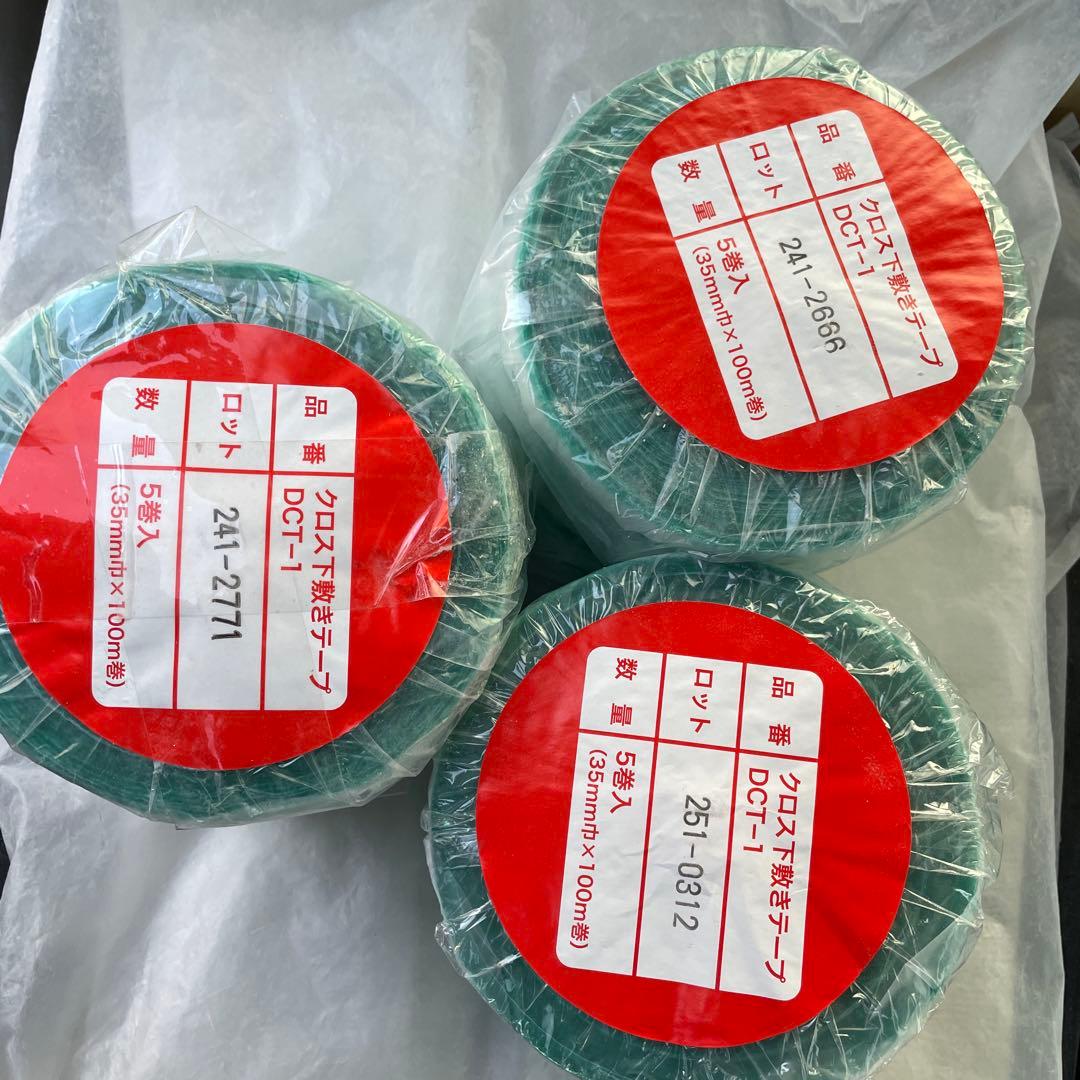 品番 クロス下敷きテープ
DCT-1
ロット 241-2771
数量 5巻入
(35mm巾×100m巻)
品番 クロス下敷きテープ
DCT-1
ロット 241-2666
数量 5巻入
(35mm巾×100m巻)
品番 クロス下敷きテープ
DCT-1
ロット 251-0312
数量 5巻入
(35mm巾×100m巻)